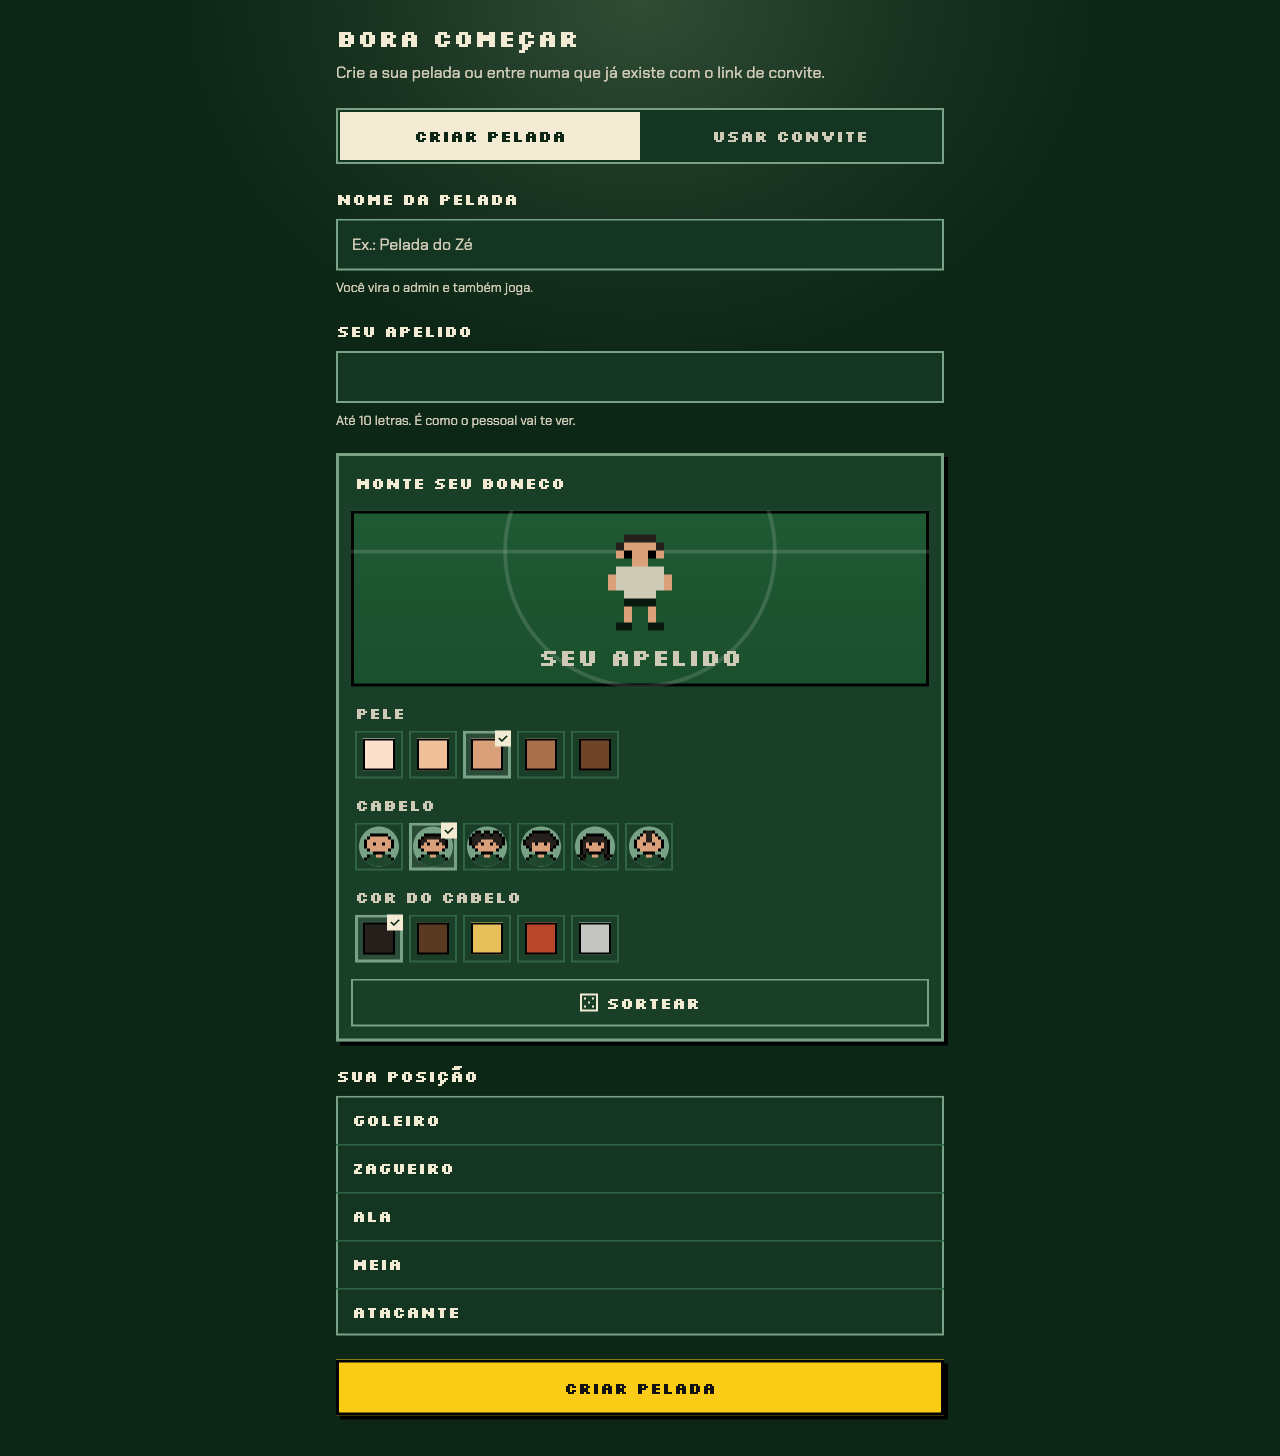 BORA COMEÇAR
Crie a sua pelada ou entre numa que já existe com o link de convite.
CRIAR PELADA
USAR CONVITE
NOME DA PELADA
Ex.: Pelada do Zé
Você vira o admin e também joga.
SEU APELIDO
Até 10 letras. É como o pessoal vai te ver.
MONTE SEU BONECO
SEU APELIDO
PELE
CABELO
COR DO CABELO
SORTEAR
SUA POSIÇÃO
GOLEIRO
ZAGUEIRO
ALA
MEIA
ATACANTE
CRIAR PELADA